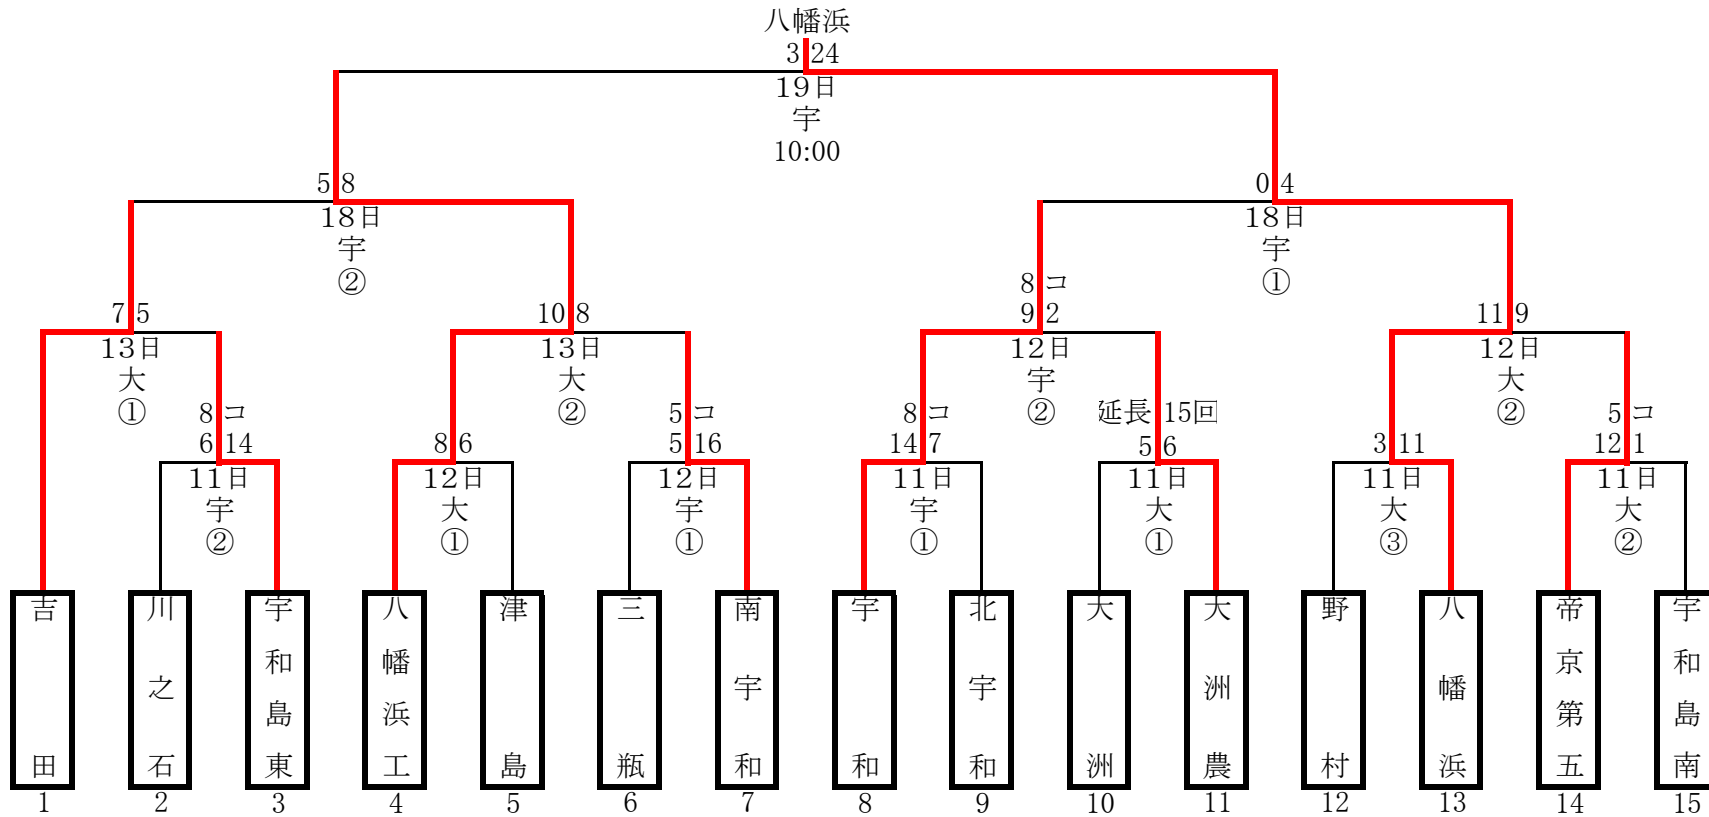 八幡浜
3 24
19日
宇
10:00
5 8
18日
宇
②
0 4
18日
宇
①
7 5
13日
大
①
10 8
13日
大
②
8コ
9 2
12日
宇
②
11 9
12日
大
②
8コ
6 14
11日
宇
②
8 6
12日
大
①
5コ
5 16
12日
宇
①
8コ
14 7
11日
宇
①
延長 15回
5 6
11日
大
①
3 11
11日
大
③
5コ
12 1
11日
大
②
吉田
川之石
宇和島東
八幡浜工
津島
三瓶
南宇和
宇和
北宇和
大洲
大洲農
野村
八幡浜
帝京第五
宇和島南
1 2 3 4 5 6 7 8 9 10 11 12 13 14 15